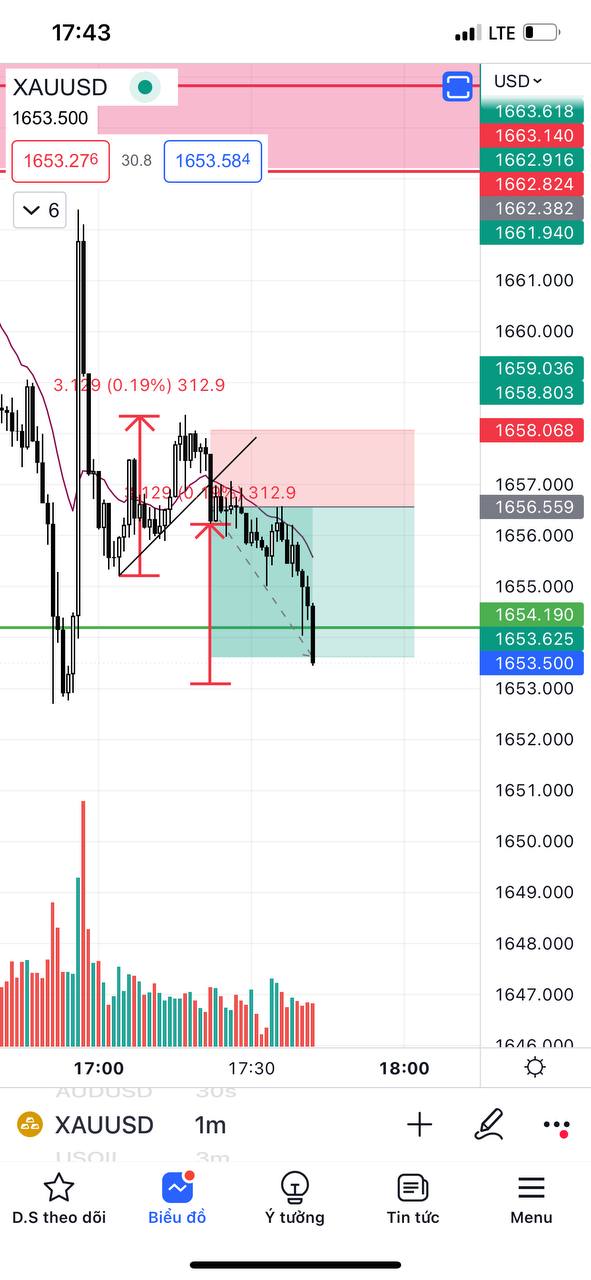 17:43 LTE
XAUUSD USD
1653.500
1653.276 30.8 1653.584
6
1663.618
1663.140
1662.916
1662.824
1662.382
1661.940
1661.000
1660.000
1659.036
3.129 (0.19%) 312.9
1658.803
1658.068
1657.000
3.129 (0.19%) 312.9
1656.559
1656.000
1655.000
1654.190
1653.625
1653.500
1653.000
1652.000
1651.000
1650.000
1649.000
1648.000
1647.000
1646.000
17:00 17:30 18:00
AUDUSD 30s
XAUUSD 1m
USOIL 3m
D.S theo dõi Biểu đồ Ý tưởng Tin tức Menu